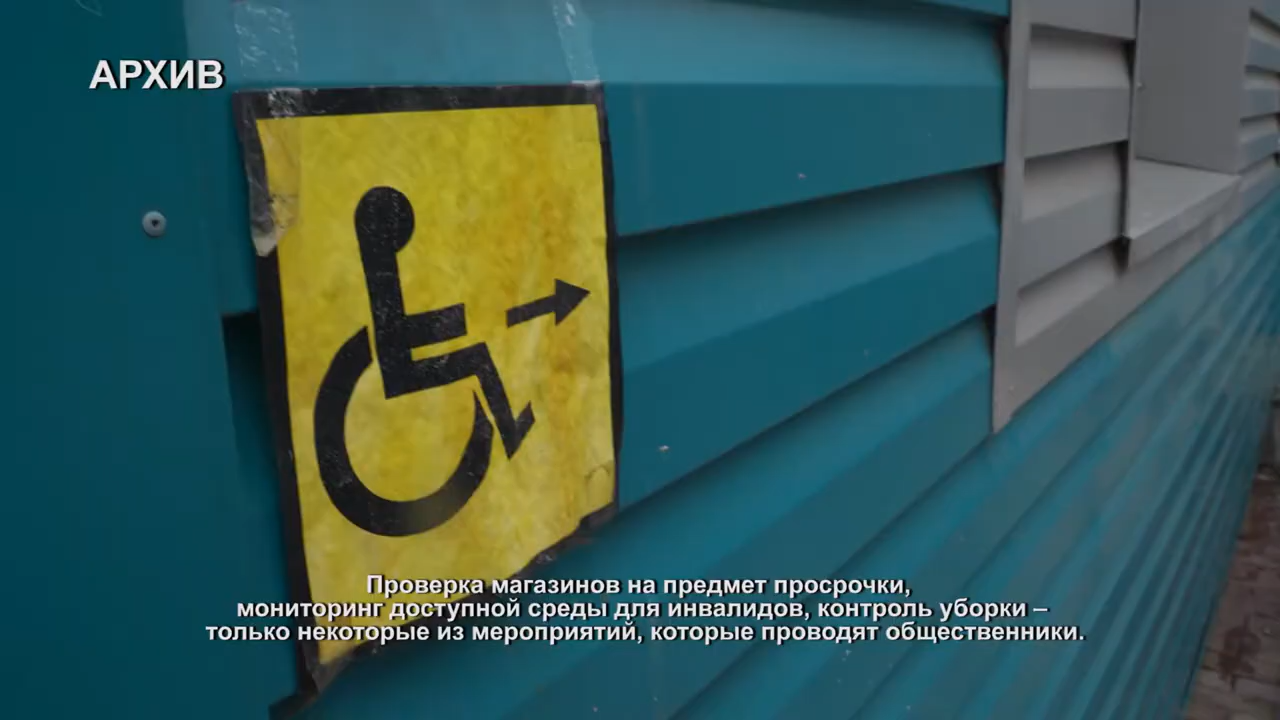 АРХИВ
Проверка магазинов на предмет просрочки,
мониторинг доступной среды для инвалидов, контроль уборки –
только некоторые из мероприятий, которые проводят общественники.